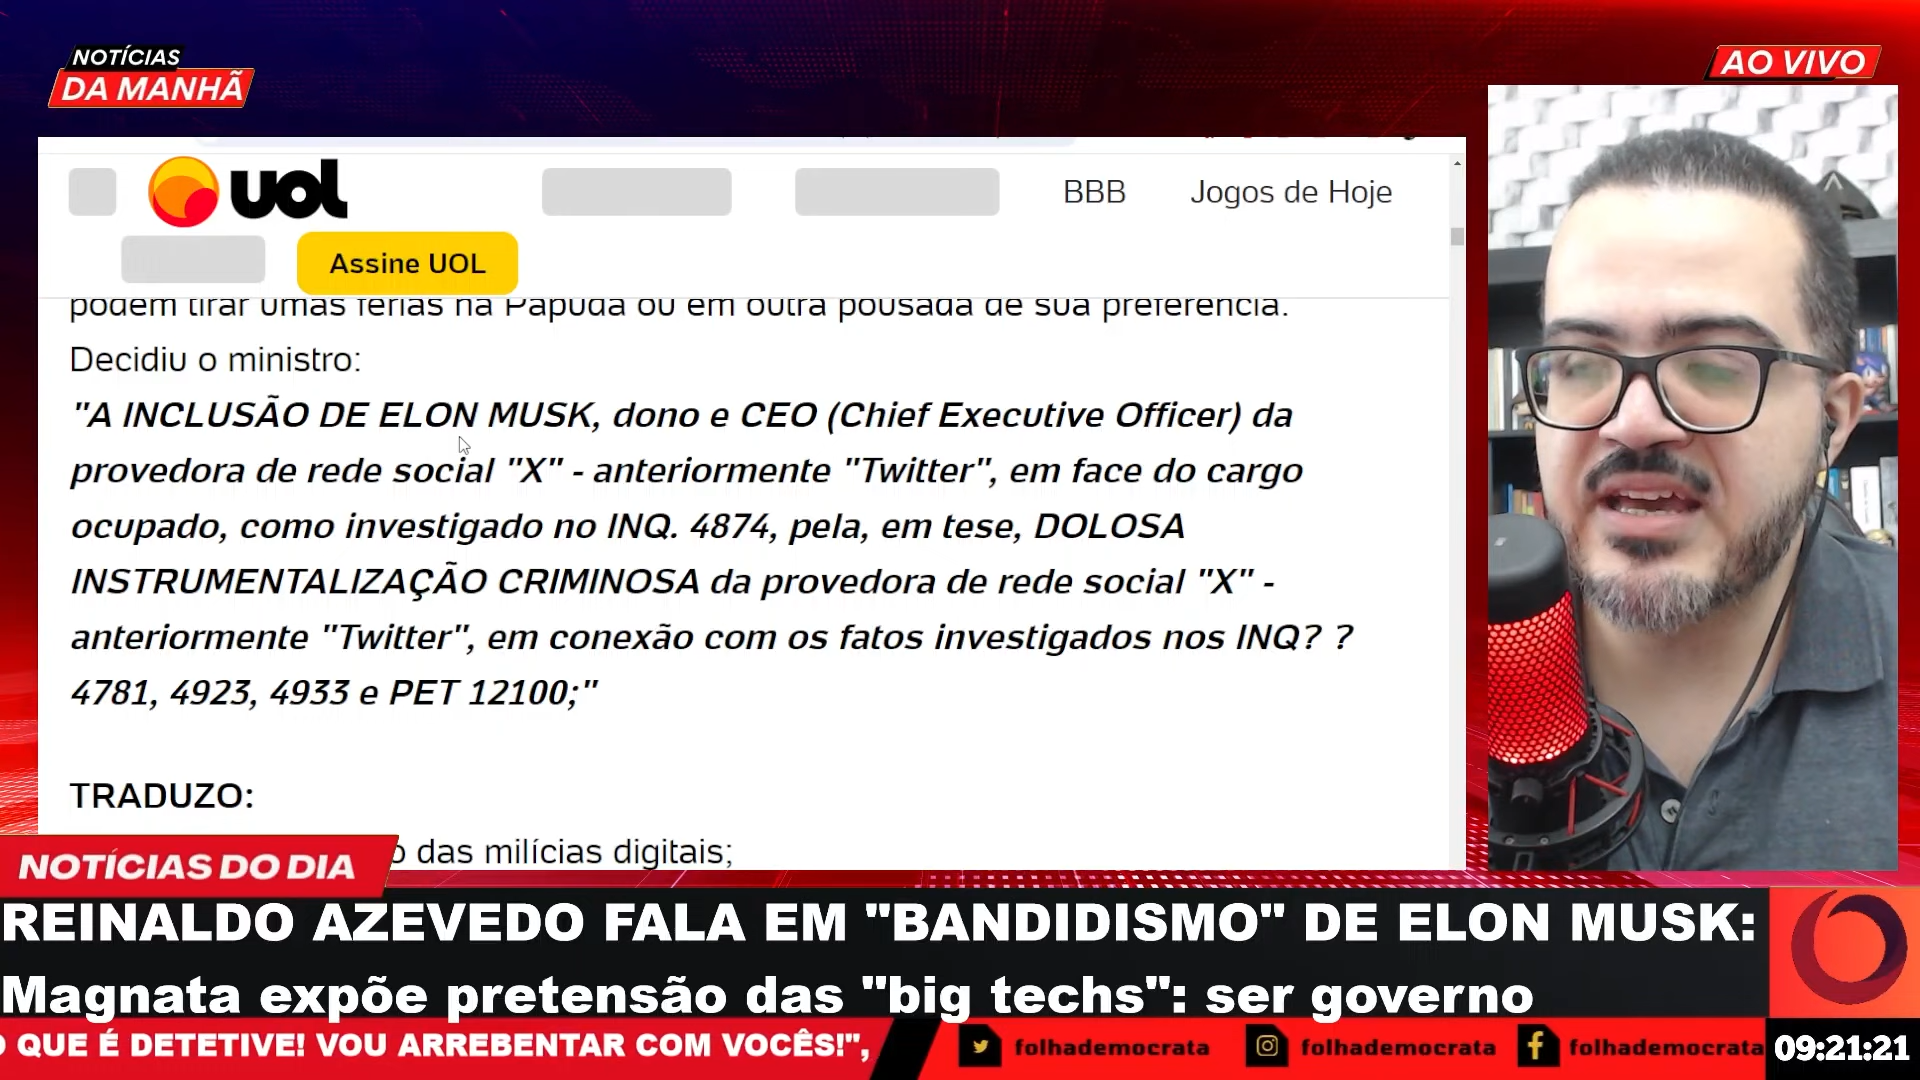 NOTÍCIAS
DA MANHÃ
AO VIVO
uol
BBB
Jogos de Hoje
Assine UOL
podem tirar umas férias na Papuda ou em outra pousada de sua preferência.
Decidiu o ministro:
"A INCLUSÃO DE ELON MUSK, dono e CEO (Chief Executive Officer) da
provedora de rede social "X" - anteriormente "Twitter", em face do cargo
ocupado, como investigado no INQ. 4874, pela, em tese, DOLOSA
INSTRUMENTALIZAÇÃO CRIMINOSA da provedora de rede social "X" -
anteriormente "Twitter", em conexão com os fatos investigados nos INQ? ?
4781, 4923, 4933 e PET 12100;"
TRADUZO:
o das milícias digitais;
NOTÍCIAS DO DIA
REINALDO AZEVEDO FALA EM "BANDIDISMO" DE ELON MUSK:
Magnata expõe pretensão das "big techs": ser governo
O QUE É DETETIVE! VOU ARREBENTAR COM VOCÊS!",
folhademocrata
folhademocrata
folhademocrata
09:21:21